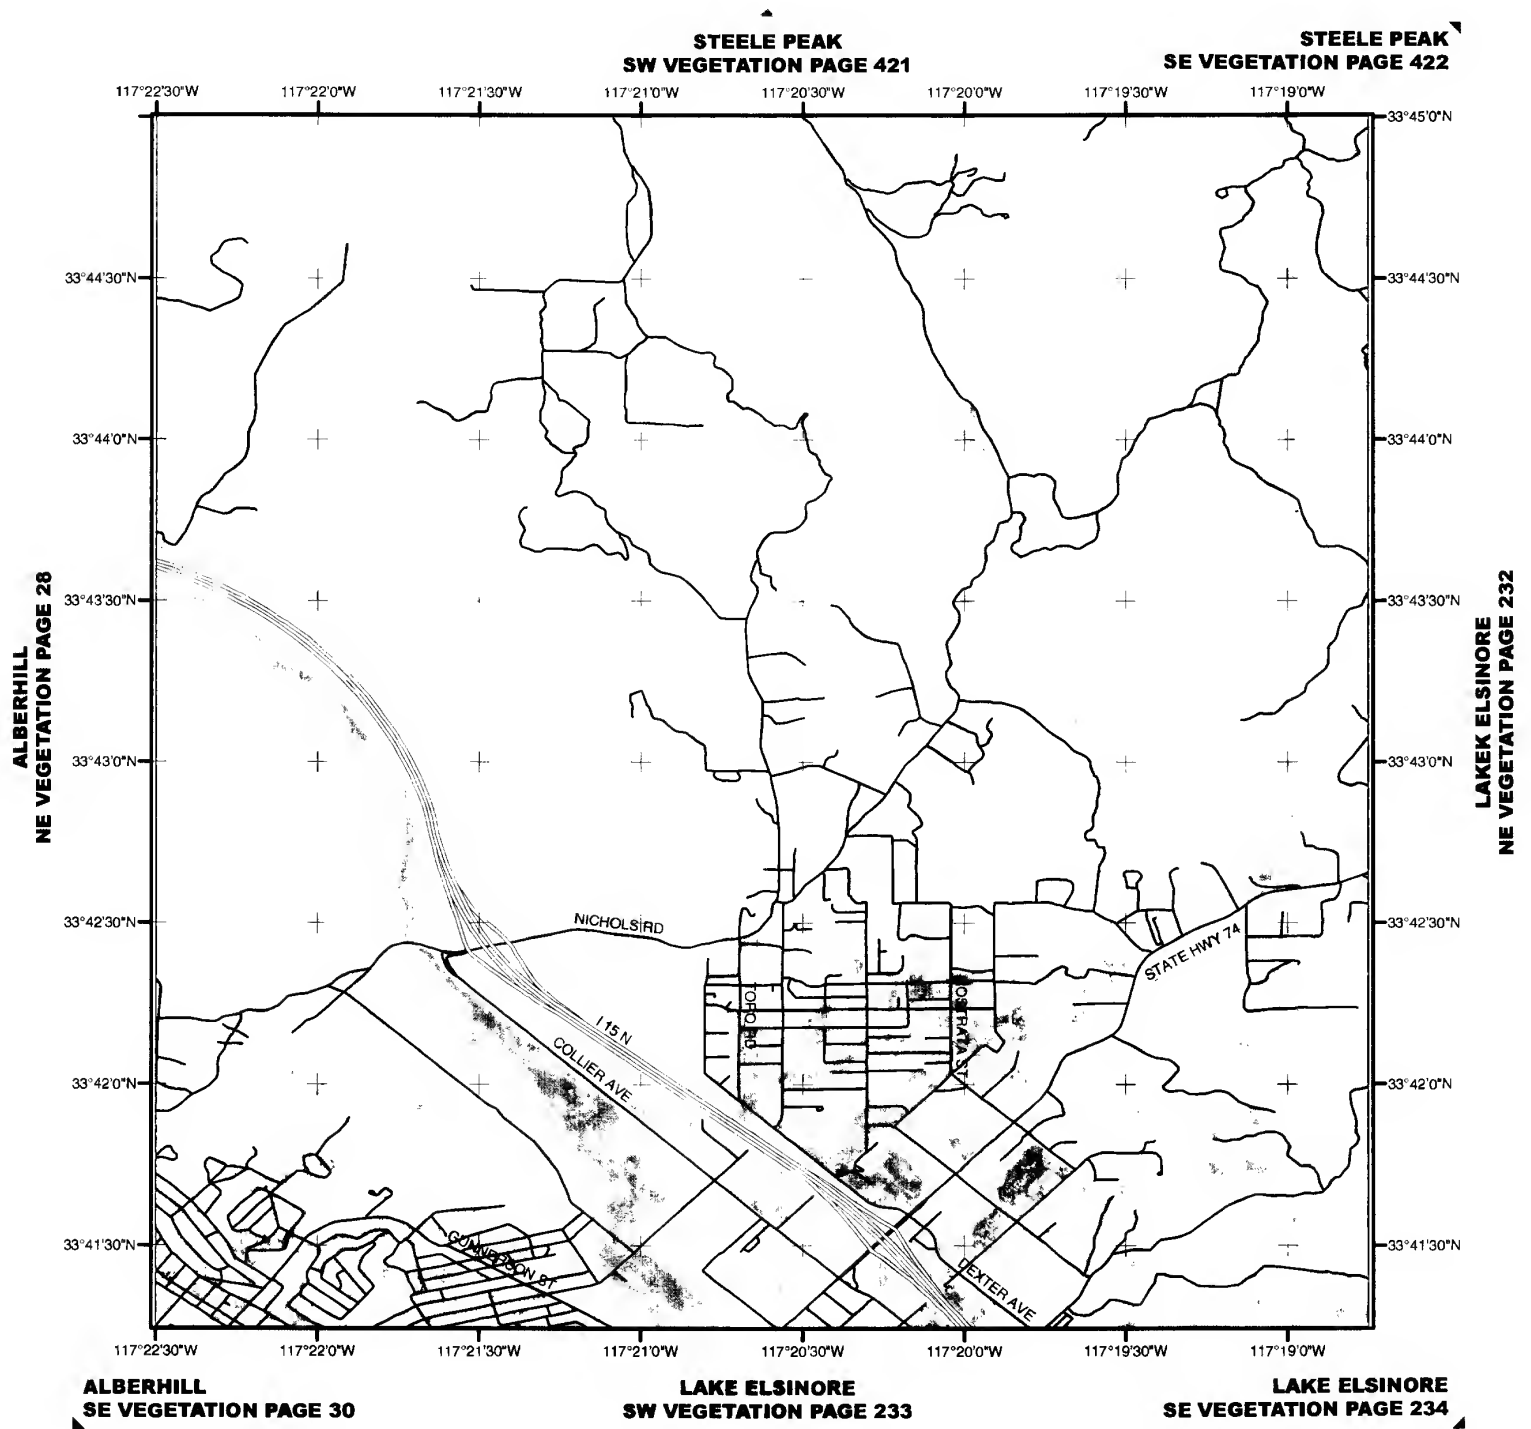 STEELE PEAK
SW VEGETATION PAGE 421
STEELE PEAK
SE VEGETATION PAGE 422
117°22'30"W 117°22'0"W 117°21'30"W 117°21'0"W 117°20'30"W 117°20'0"W 117°19'30"W 117°19'0"W
33°45'0"N
33°44'30"N 33°44'30"N
33°44'0"N 33°44'0"N
33°43'30"N 33°43'30"N
33°43'0"N 33°43'0"N
33°42'30"N 33°42'30"N
33°42'0"N 33°42'0"N
33°41'30"N 33°41'30"N
ALBERHILL
NE VEGETATION PAGE 28
LAKEK ELSINORE
NE VEGETATION PAGE 232
NICHOLS RD
STATE HWY 74
TORO RD
I 15 N
COLLIER AVE
GUNNERSON ST
DEXTER AVE
117°22'30"W 117°22'0"W 117°21'30"W 117°21'0"W 117°20'30"W 117°20'0"W 117°19'30"W 117°19'0"W
ALBERHILL
SE VEGETATION PAGE 30
LAKE ELSINORE
SW VEGETATION PAGE 233
LAKE ELSINORE
SE VEGETATION PAGE 234